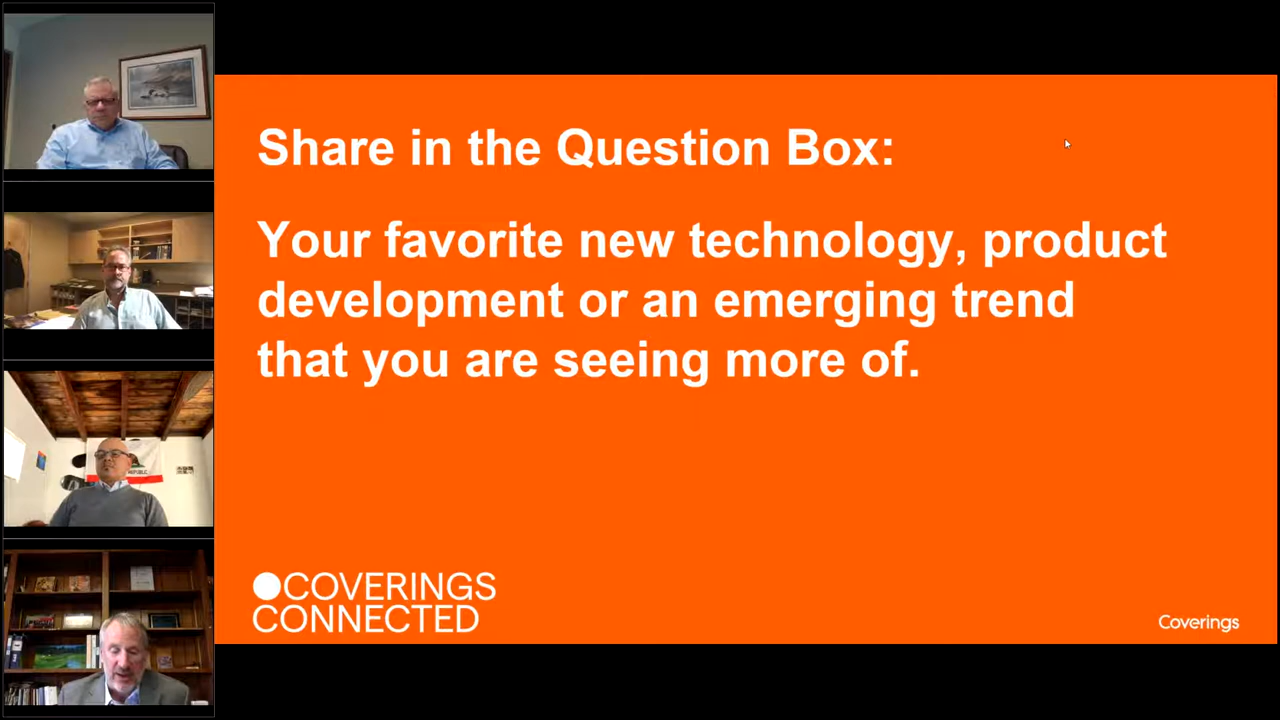 Share in the Question Box:
Your favorite new technology, product
development or an emerging trend
that you are seeing more of.
COVERINGS
CONNECTED
Coverings